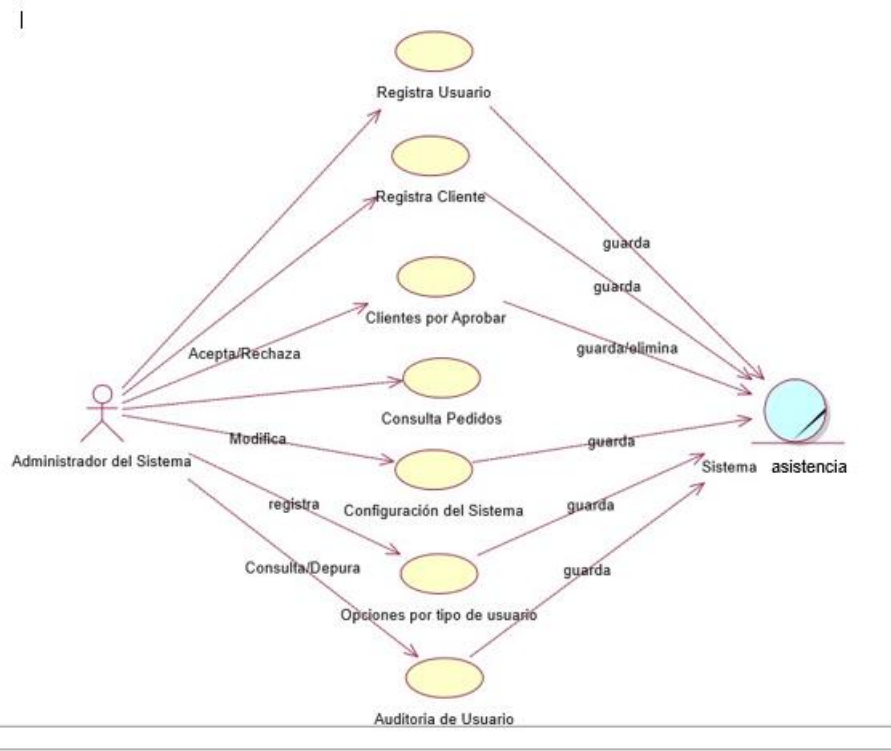 Registra Usuario
Registra Cliente
guarda
guarda
Clientes por Aprobar
guarda/elimina
Acepta/Rechaza
Consulta Pedidos
Modifica
guarda
Administrador del Sistema
Sistema asistencia
registra
Configuración del Sistema
guarda
Consulta/Depura
guarda
Opciones por tipo de usuario
Auditoria de Usuario